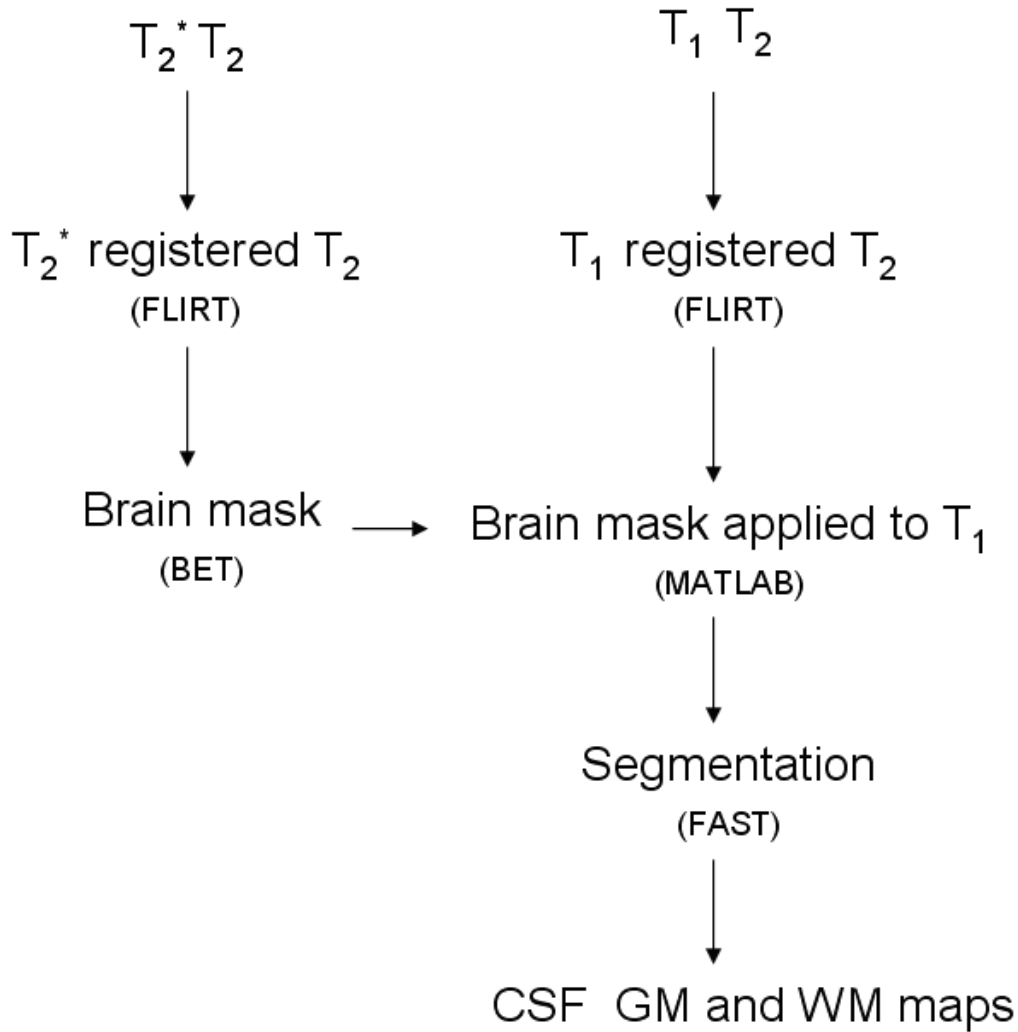 T₂* T₂
T₁ T₂
T₂* registered T₂
(FLIRT)
T₁ registered T₂
(FLIRT)
Brain mask
(BET)
Brain mask applied to T₁
(MATLAB)
Segmentation
(FAST)
CSF GM and WM maps